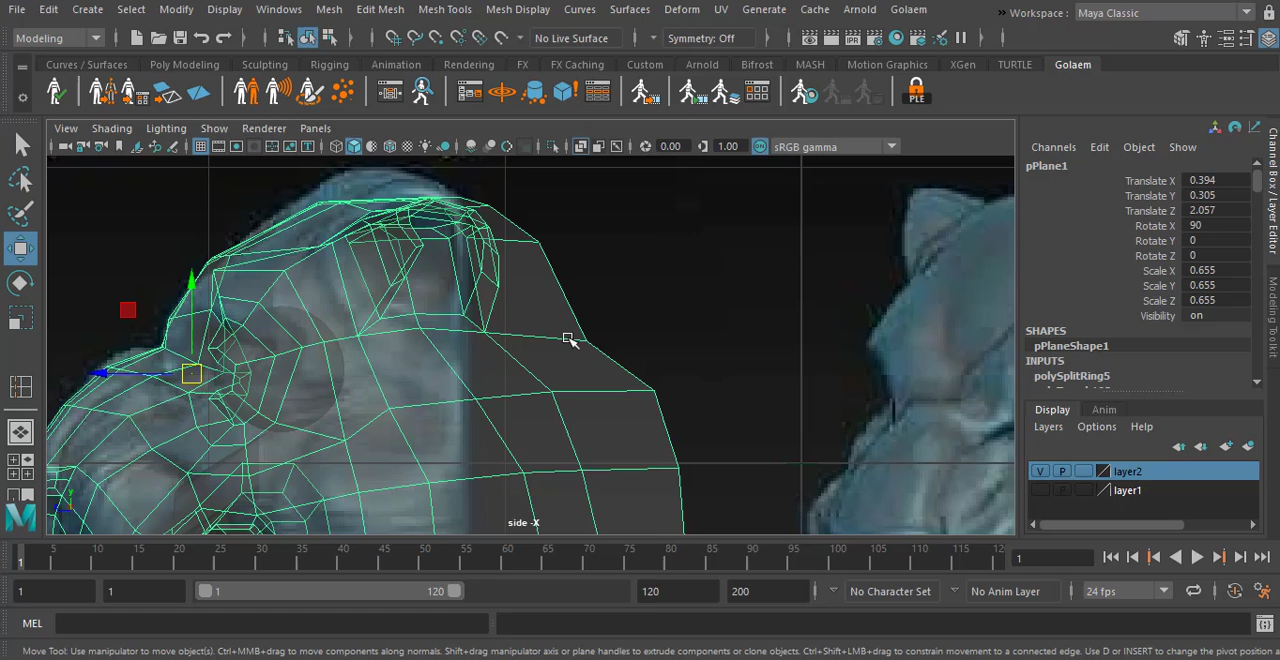 File Edit Create Select Modify Display Windows Mesh Edit Mesh Mesh Tools Mesh Display Curves Surfaces Deform UV Generate Cache Arnold Golaem » Workspace : Maya Classic
Modeling No Live Surface Symmetry: Off
Curves / Surfaces Poly Modeling Sculpting Rigging Animation Rendering FX FX Caching Custom Arnold Bifrost MASH Motion Graphics XGen TURTLE Golaem
PLE
View Shading Lighting Show Renderer Panels
0.00 1.00 ON sRGB gamma
side -X
Channels Edit Object Show
pPlane1
Translate X 0.394
Translate Y 0.305
Translate Z 2.057
Rotate X 90
Rotate Y 0
Rotate Z 0
Scale X 0.655
Scale Y 0.655
Scale Z 0.655
Visibility on
SHAPES
pPlaneShape1
INPUTS
polySplitRing5
Display Anim
Layers Options Help
V P layer2
P layer1
Channel Box / Layer Editor
Modeling Toolkit
5 10 15 20 25 30 35 40 45 50 55 60 65 70 75 80 85 90 95 100 105 110 115 12
1 1
1 1 1 120 120 200 No Character Set No Anim Layer 24 fps
MEL
Move Tool: Use manipulator to move object(s). Ctrl+MMB+drag to move components along normals. Shift+drag manipulator axis or plane handles to extrude components or clone objects. Ctrl+Shift+LMB+drag to constrain movement to a connected edge. Use D or INSERT to change the pivot position a